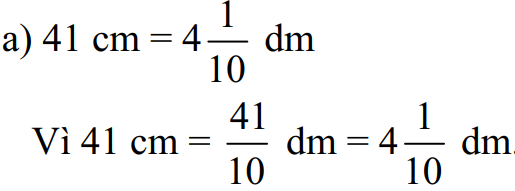 a) 41 cm = 4 1/10 dm
Vì 41 cm = 41/10 dm = 4 1/10 dm.